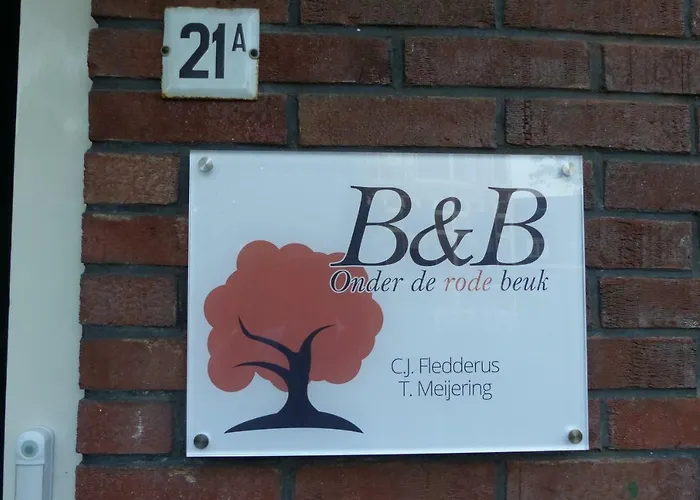 21A
B&B
Onder de rode beuk
C.J. Fledderus
T. Meijering